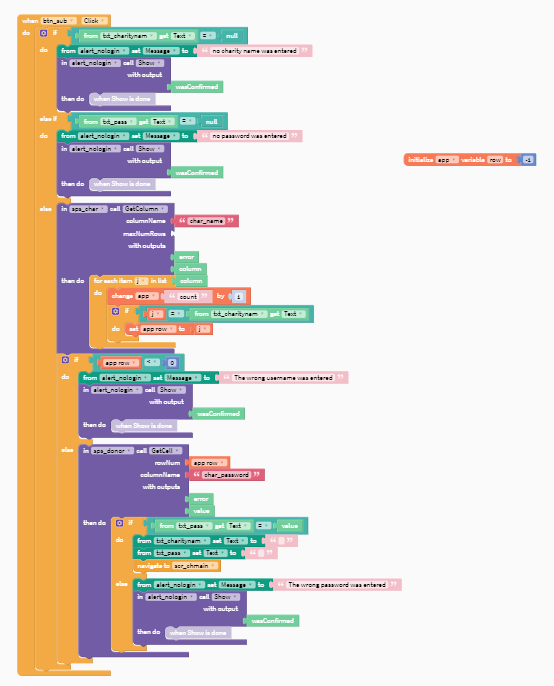 when btn_sub Click
do if from txt_charitynam get Text = null
do from alert_nologin set Message to “ no charity name was entered ”
in alert_nologin call Show
with output
wasConfirmed
then do when Show is done
else if from txt_pass get Text = null
do from alert_nologin set Message to “ no password was entered ”
initialize app variable row to -1
in alert_nologin call Show
with output
wasConfirmed
then do when Show is done
else in sps_char call GetColumn
columnName “ char_name ”
maxNumRows
with outputs
error
column
then do for each item j in list column
do change app “ count ” by 1
if j = from txt_charitynam get Text
do set app row to j
if app row < 0
do from alert_nologin set Message to “ The wrong username was entered ”
in alert_nologin call Show
with output
wasConfirmed
then do when Show is done
else in sps_donor call GetCell
rowNum app row
columnName “ char_password ”
with outputs
error
value
then do if from txt_pass get Text = value
do from txt_charitynam set Text to “ ”
from txt_pass set Text to “ ”
navigate to scr_chmain
else from alert_nologin set Message to “ The wrong password was entered ”
in alert_nologin call Show
with output
wasConfirmed
then do when Show is done